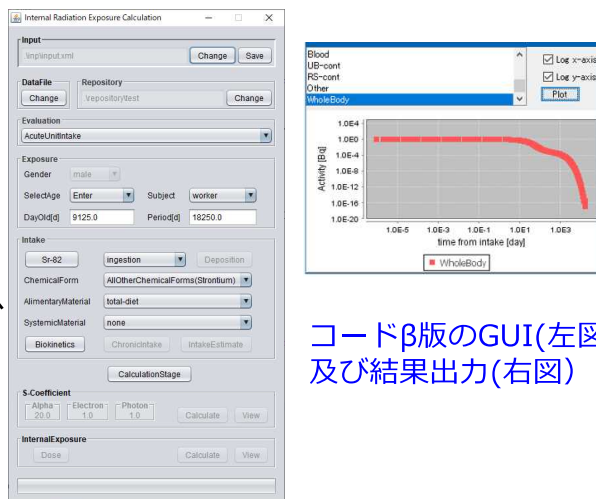 Internal Radiation Exposure Calculation
Input
.\inp\input.xml
Change Save
DataFile Repository
Change .\repository\test Change
Evaluation
AcuteUnitIntake
Exposure
Gender male
SelectAge Enter Subject worker
DayOld[d] 9125.0 Period[d] 18250.0
Intake
Sr-82 ingestion Deposition
ChemicalForm AllOtherChemicalForms(Strontium)
AlimentaryMaterial total-diet
SystemicMaterial none
Biokinetics ChronicIntake IntakeEstimate
CalculationStage
S-Coefficient
Alpha Electron Photon
20.0 1.0 1.0 Calculate View
InternalExposure
Dose Calculate View
Blood
UB-cont
RS-cont
Other
WholeBody
Log x-axis
Log y-axis
Plot
Activity [Bq]
1.0E4
1.0E0
1.0E-4
1.0E-8
1.0E-12
1.0E-16
1.0E-20
1.0E-5 1.0E-3 1.0E-1 1.0E1 1.0E3
time from intake [day]
WholeBody
コードβ版のGUI(左図
及び結果出力(右図）